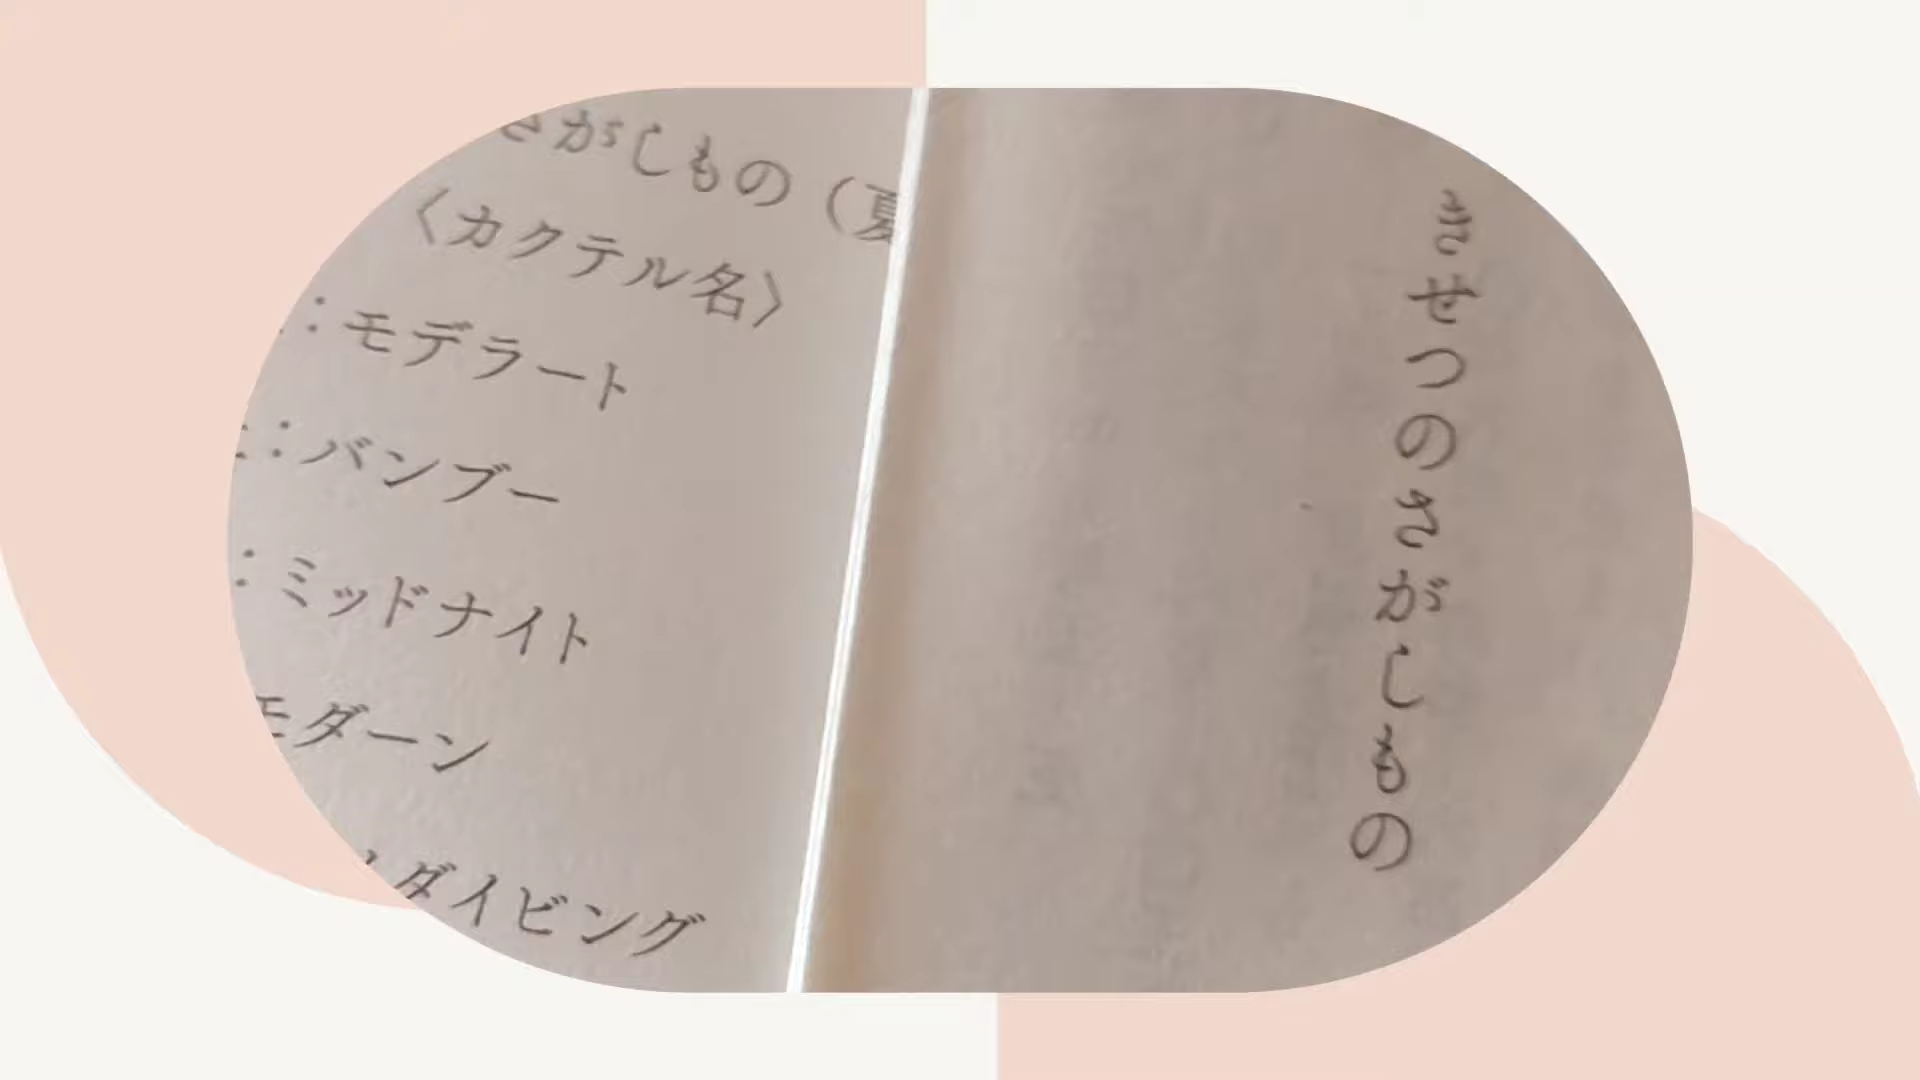 さがしもの（夏
〈カクテル名〉
：モデラート
：：バンブー
：ミッドナイト
モダーン
ダイビング
きせつのさがしもの